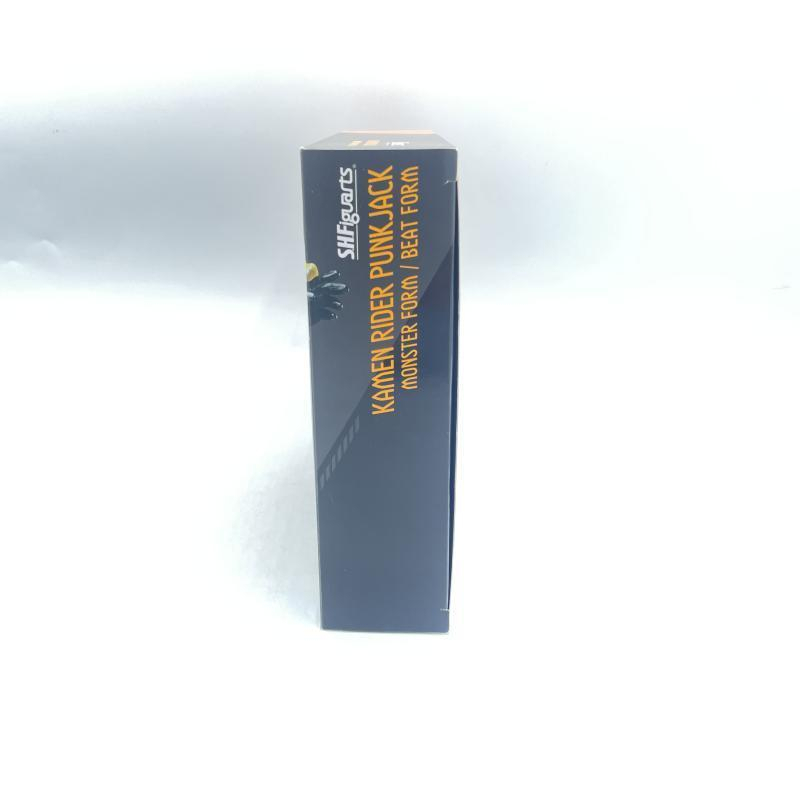 S.H.Figuarts®
KAMEN RIDER PUNKJACK
MONSTER FORM / BEAT FORM